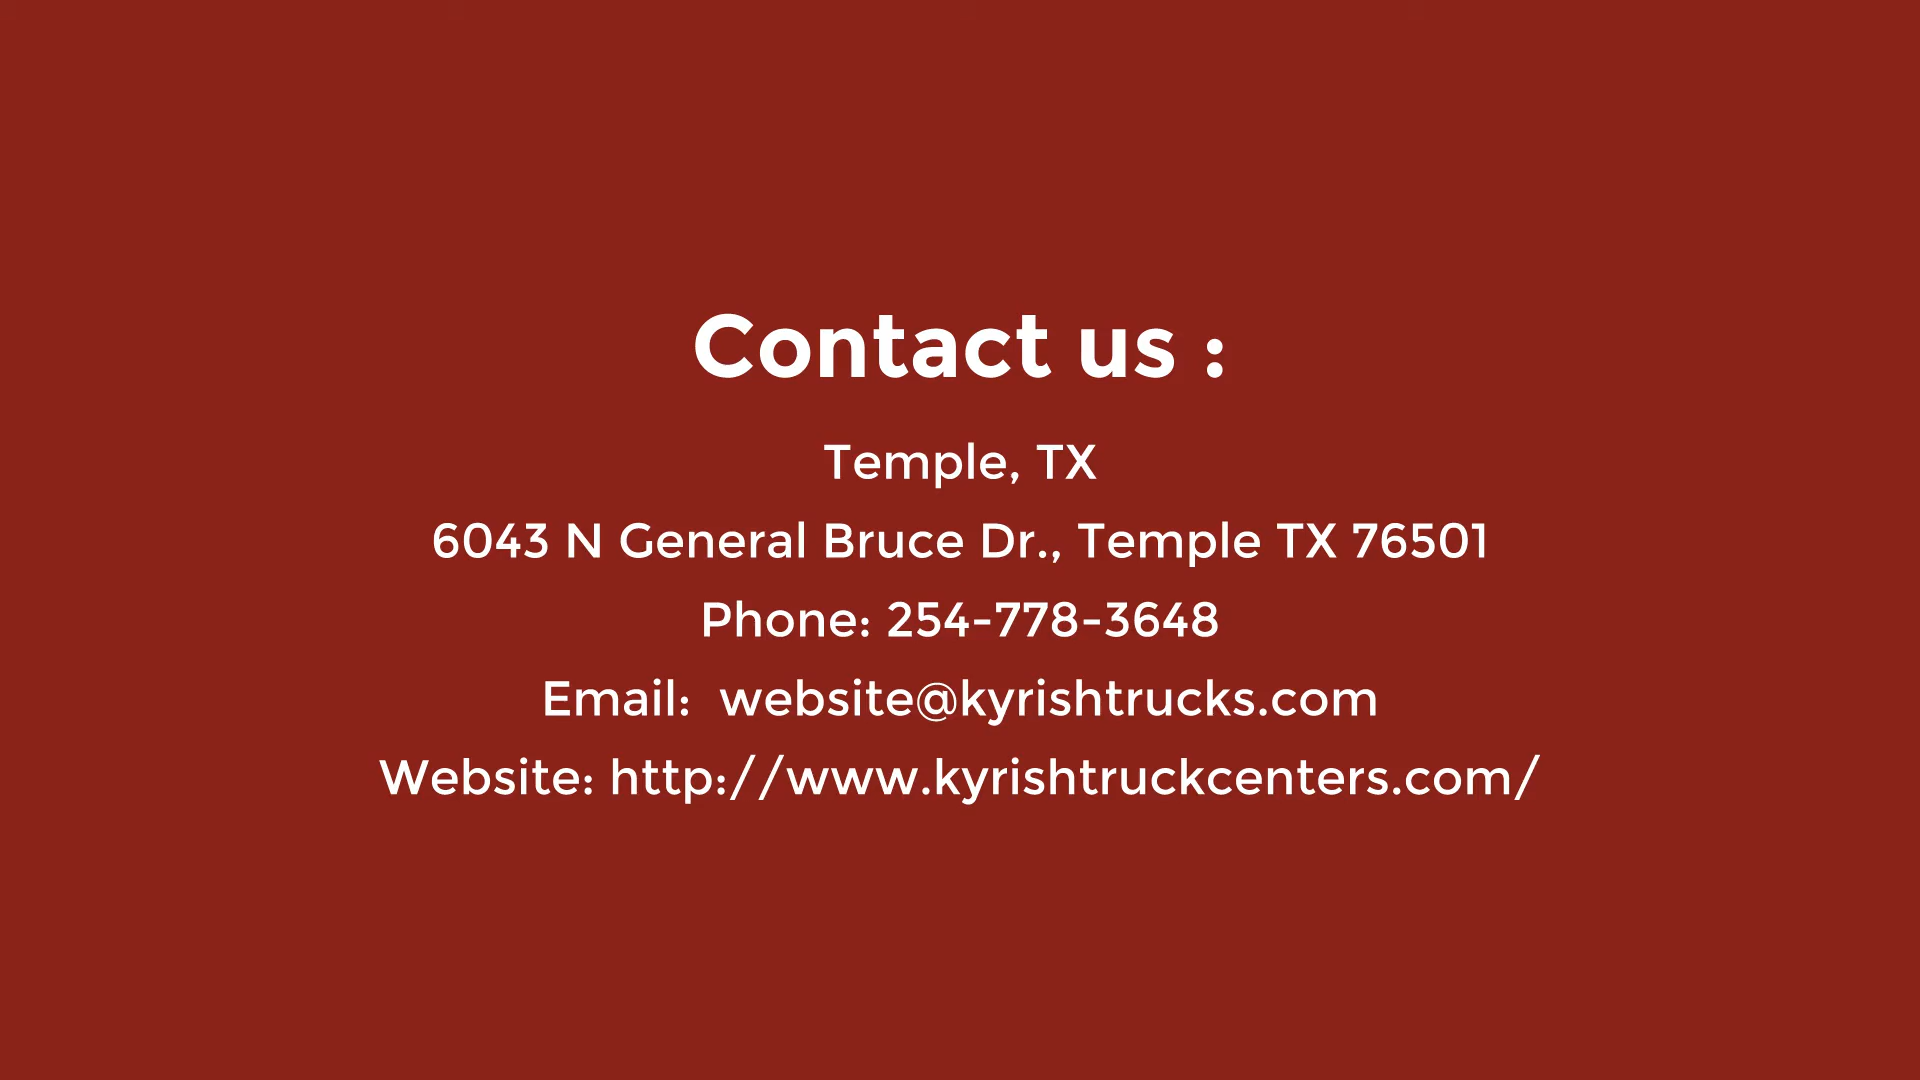 Contact us :
Temple, TX
6043 N General Bruce Dr., Temple TX 76501
Phone: 254-778-3648
Email:  website@kyrishtrucks.com
Website: http://www.kyrishtruckcenters.com/